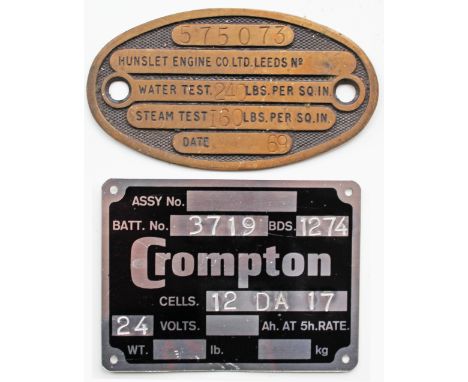 575073
HUNSLET ENGINE CO. LTD. LEEDS Nº
WATER TEST. 240 LBS. PER SQ. IN.
STEAM TEST 160 LBS. PER SQ. IN.
DATE 69
ASSY No.
BATT. No. 3719 BDS. 1274
Crompton
CELLS. 12 DA 17
24 VOLTS. Ah. AT 5h. RATE.
WT. lb. kg